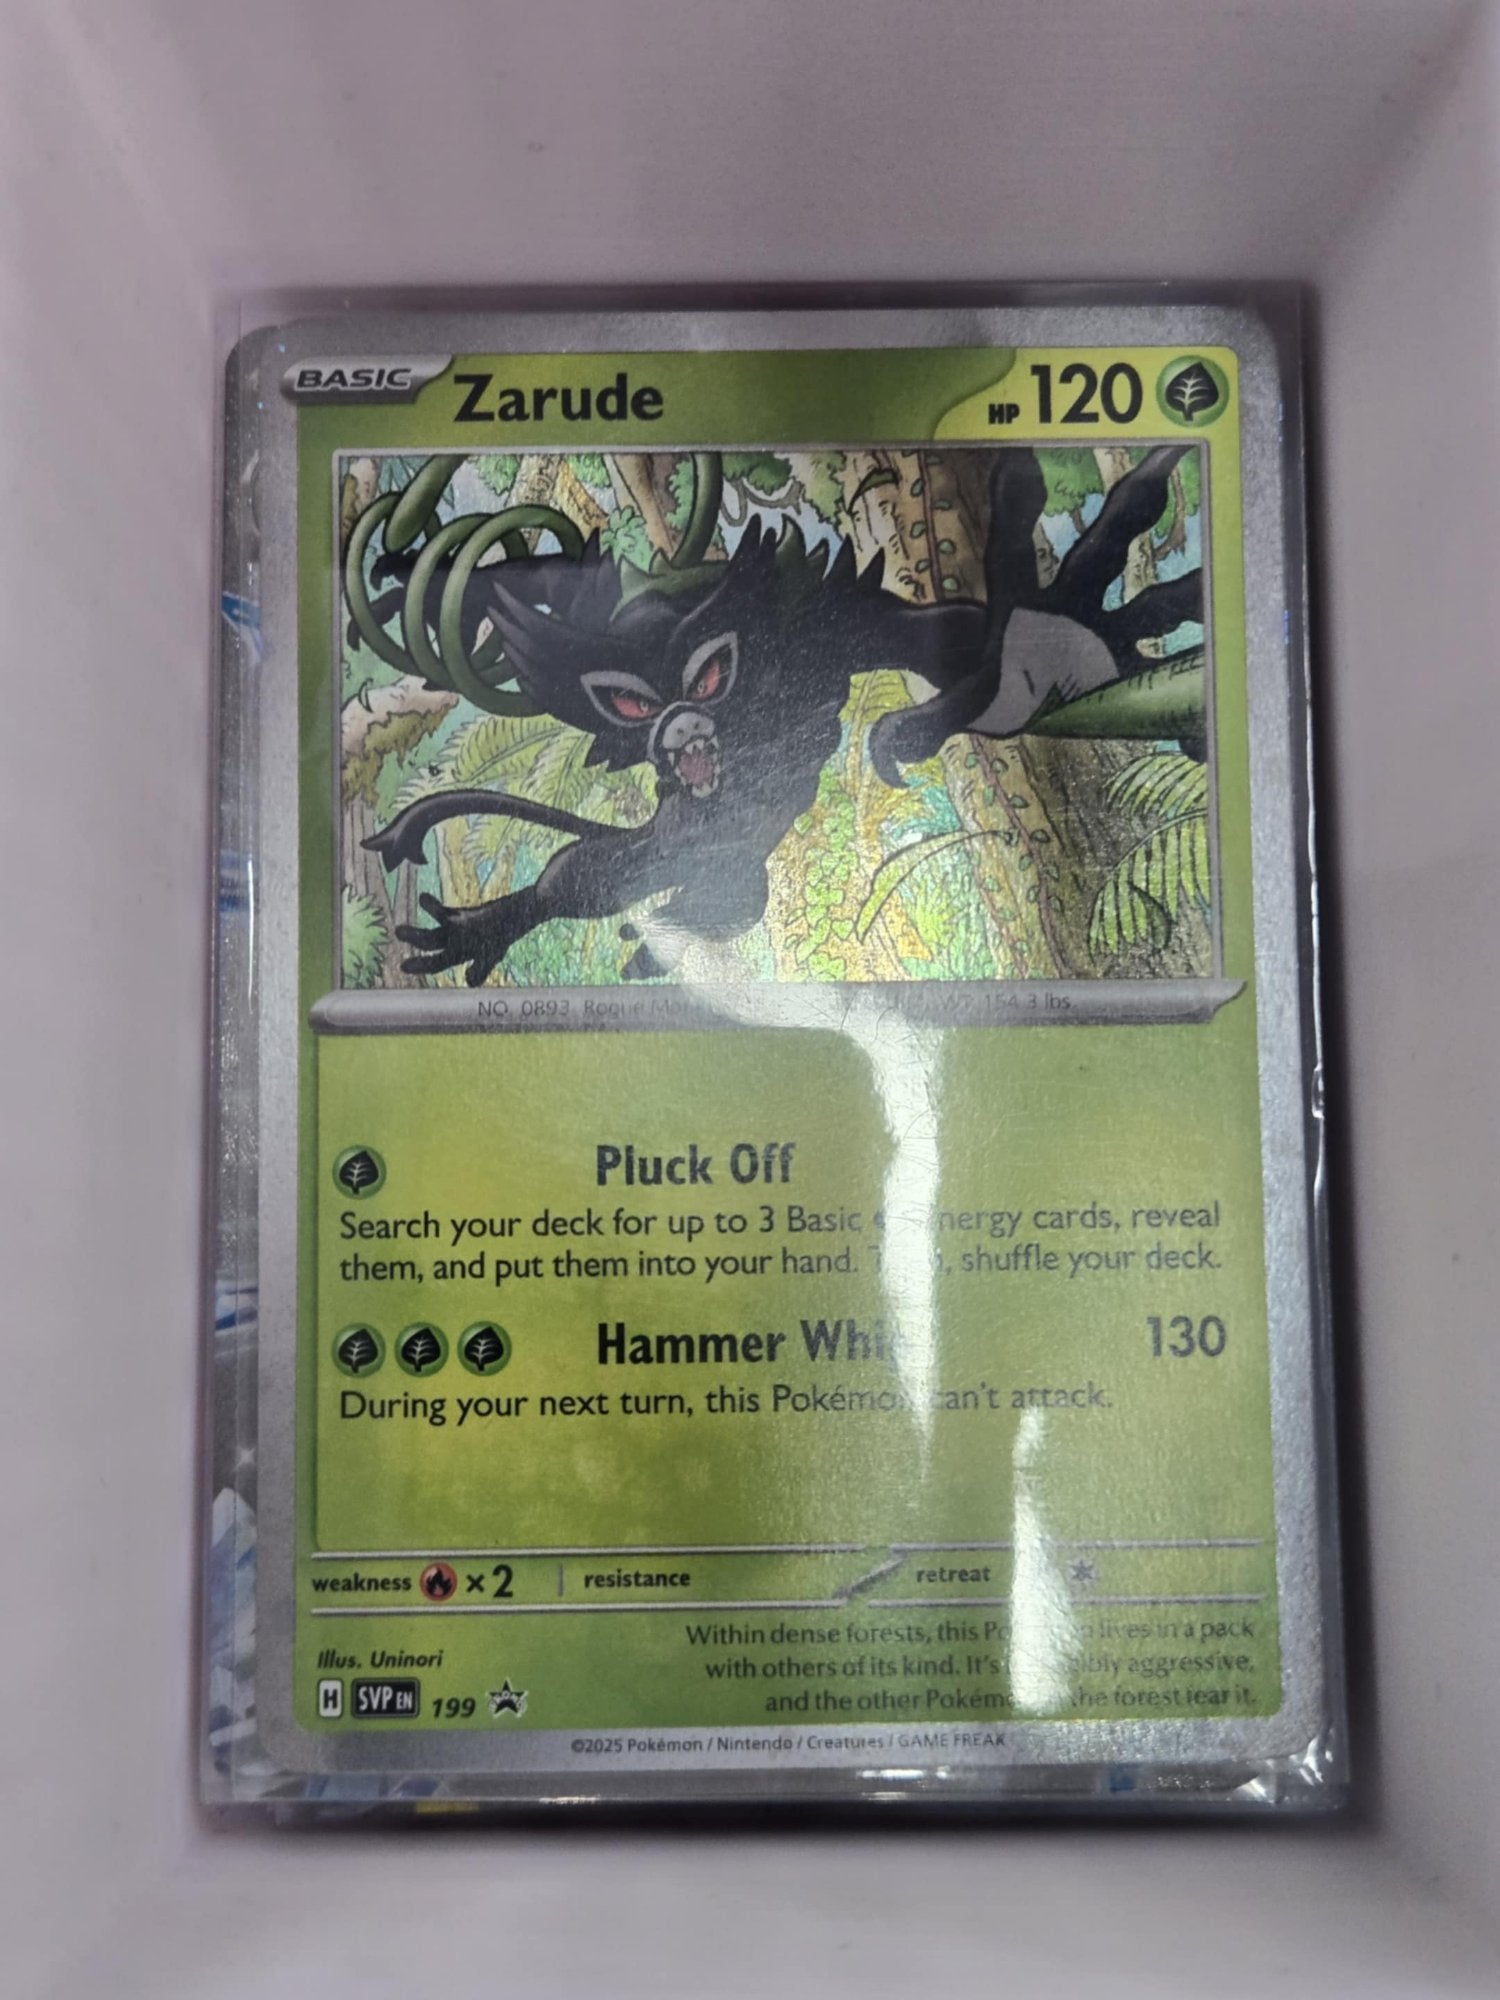 BASIC Zarude HP 120
NO. 0893 Rogue WT 154.3 lbs.
Pluck Off
Search your deck for up to 3 Basic cards, reveal
them, and put them into your hand. shuffle your deck.
Hammer 130
During your next turn, this Pokémon can't attack.
weakness ×2 resistance retreat
Within dense forests, this lives in a pack
Illus. Uninori
with others of its kind. It's aggressive,
H SVP EN 199
and the other the forest fear it.
©2025 Pokémon / Nintendo / Creatures / GAME FREAK